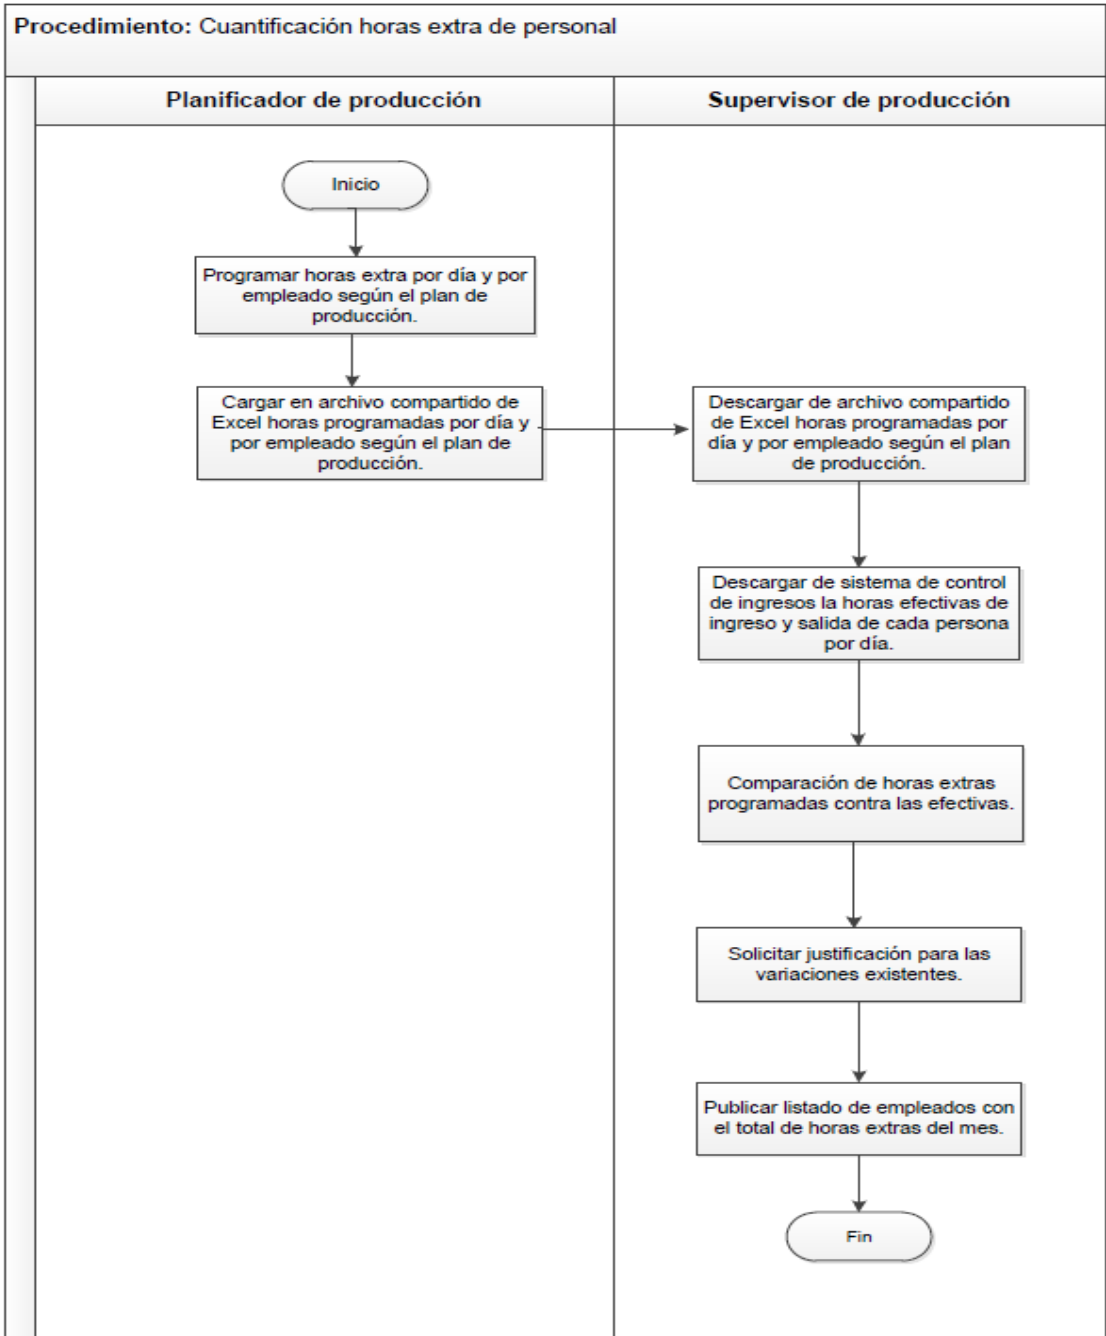 Procedimiento: Cuantificación horas extra de personal
Planificador de producción
Supervisor de producción
Inicio
Programar horas extra por día y por
empleado según el plan de
producción.
Cargar en archivo compartido de
Excel horas programadas por día y
por empleado según el plan de
producción.
Descargar de archivo compartido
de Excel horas programadas por
día y por empleado según el plan
de producción.
Descargar de sistema de control
de ingresos la horas efectivas de
ingreso y salida de cada persona
por día.
Comparación de horas extras
programadas contra las efectivas.
Solicitar justificación para las
variaciones existentes.
Publicar listado de empleados con
el total de horas extras del mes.
Fin